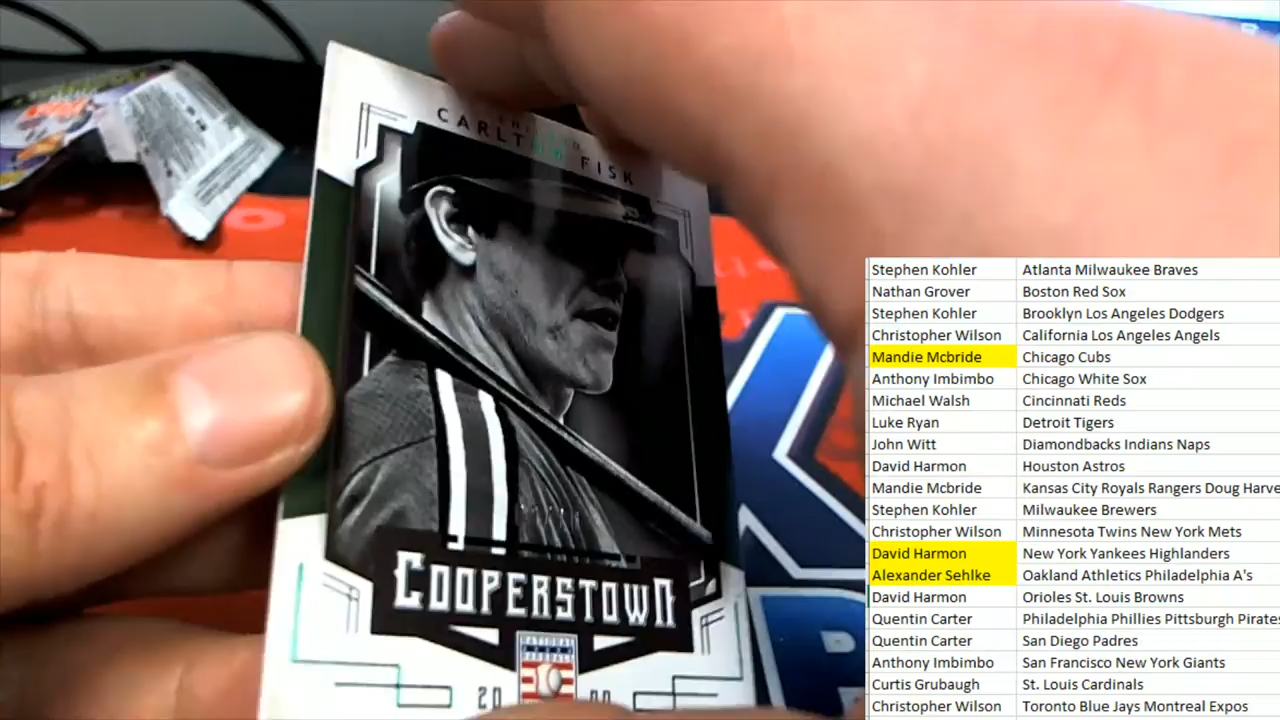 CARLTON FISK
COOPERSTOWN
NATIONAL
BASEBALL
20 00
Stephen Kohler Atlanta Milwaukee Braves
Nathan Grover Boston Red Sox
Stephen Kohler Brooklyn Los Angeles Dodgers
Christopher Wilson California Los Angeles Angels
Mandie Mcbride Chicago Cubs
Anthony Imbimbo Chicago White Sox
Michael Walsh Cincinnati Reds
Luke Ryan Detroit Tigers
John Witt Diamondbacks Indians Naps
David Harmon Houston Astros
Mandie Mcbride Kansas City Royals Rangers Doug Harve
Stephen Kohler Milwaukee Brewers
Christopher Wilson Minnesota Twins New York Mets
David Harmon New York Yankees Highlanders
Alexander Sehlke Oakland Athletics Philadelphia A's
David Harmon Orioles St. Louis Browns
Quentin Carter Philadelphia Phillies Pittsburgh Pirates
Quentin Carter San Diego Padres
Anthony Imbimbo San Francisco New York Giants
Curtis Grubaugh St. Louis Cardinals
Christopher Wilson Toronto Blue Jays Montreal Expos